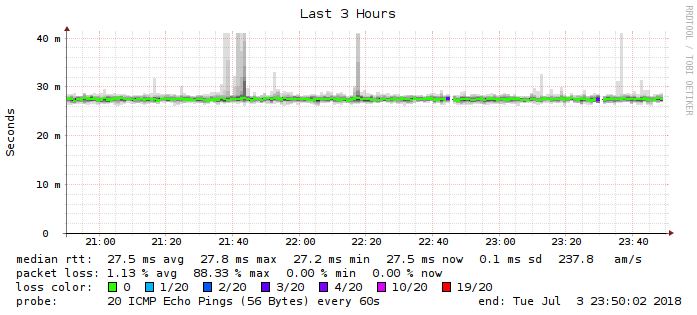 Last 3 Hours
RRDTOOL / TOBI OETIKER
Seconds
40 m
30 m
20 m
10 m
0
21:00 21:20 21:40 22:00 22:20 22:40 23:00 23:20 23:40
median rtt: 27.5 ms avg 27.8 ms max 27.2 ms min 27.5 ms now 0.1 ms sd 237.8 am/s
packet loss: 1.13 % avg 88.33 % max 0.00 % min 0.00 % now
loss color: 0 1/20 2/20 3/20 4/20 10/20 19/20
probe: 20 ICMP Echo Pings (56 Bytes) every 60s end: Tue Jul 3 23:50:02 2018